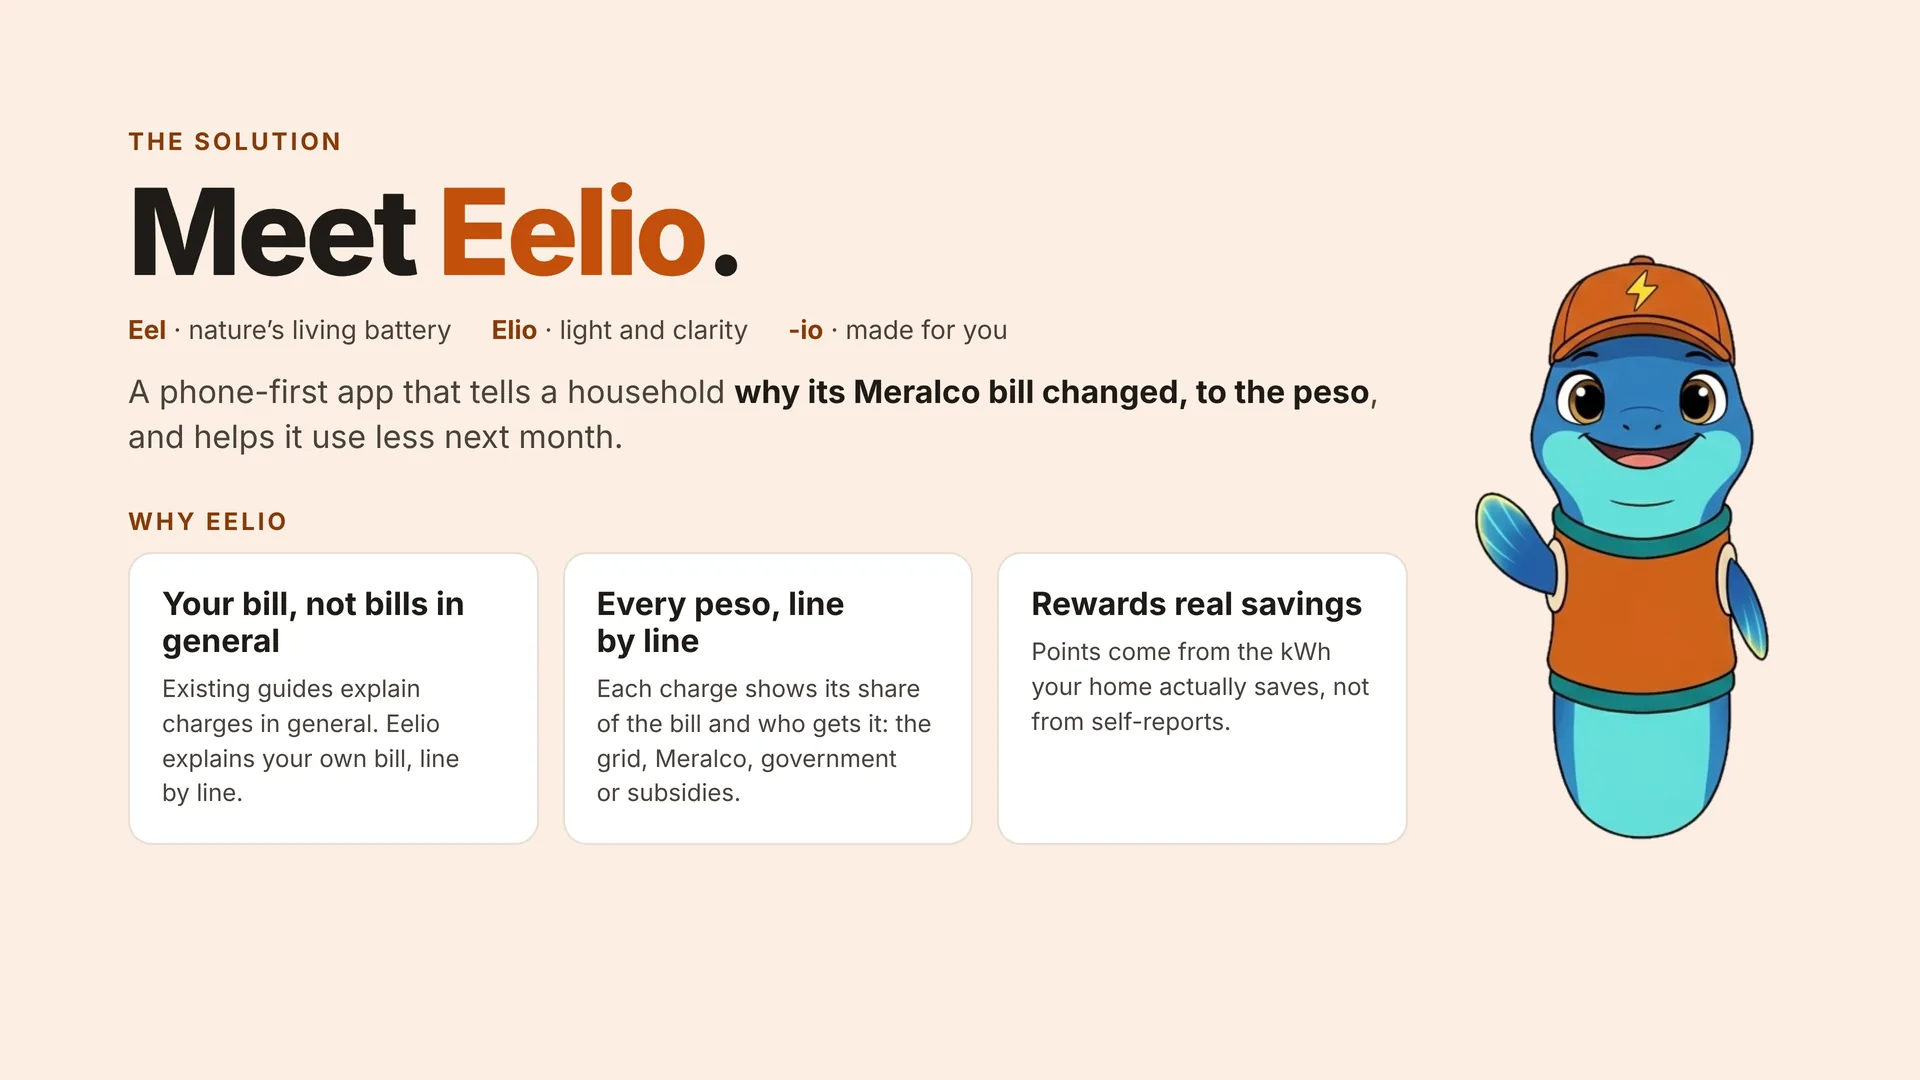 THE SOLUTION
Meet Eelio.
Eel · nature’s living battery Elio · light and clarity -io · made for you
A phone-first app that tells a household why its Meralco bill changed, to the peso,
and helps it use less next month.
WHY EELIO
Your bill, not bills in
general
Existing guides explain
charges in general. Eelio
explains your own bill, line
by line.
Every peso, line
by line
Each charge shows its share
of the bill and who gets it: the
grid, Meralco, government
or subsidies.
Rewards real savings
Points come from the kWh
your home actually saves, not
from self-reports.